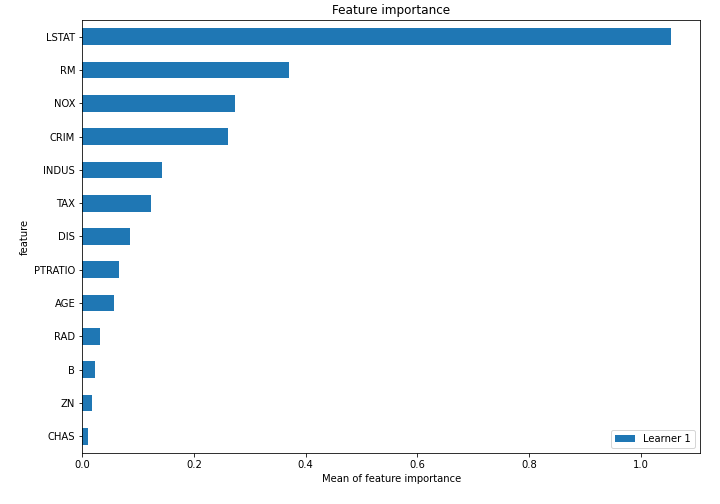 Feature importance
LSTAT
RM
NOX
CRIM
INDUS
TAX
DIS
PTRATIO
AGE
RAD
B
ZN
CHAS
feature
Learner 1
0.0 0.2 0.4 0.6 0.8 1.0
Mean of feature importance